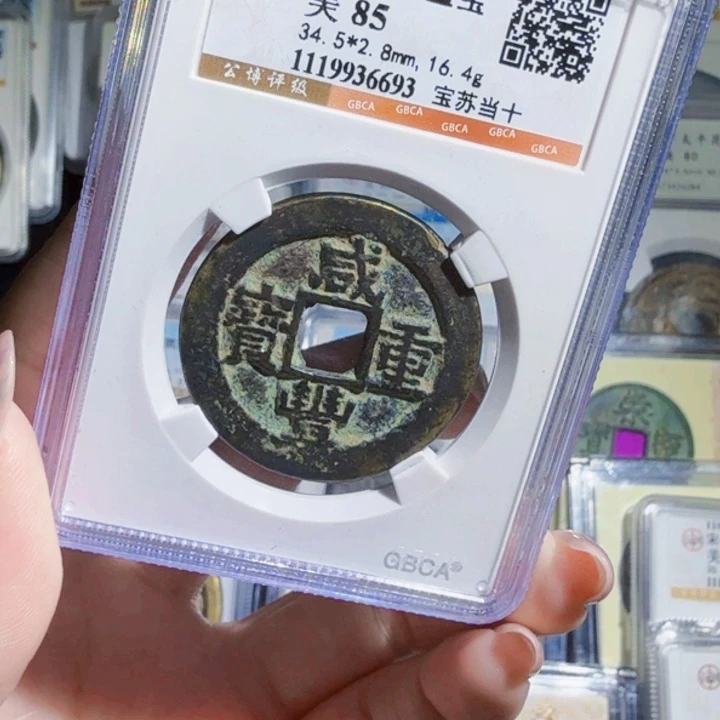 美 85
34.5*2.8mm, 16.4g
1119936693 宝苏当十
公博评级
GBCA GBCA GBCA GBCA GBCA
咸
寶 重
豐
GBCA®